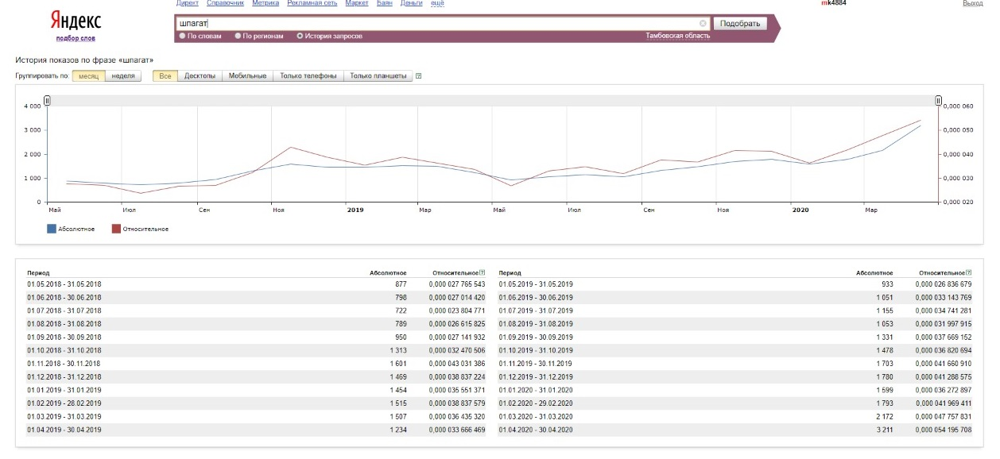 Директ Справочник Метрика Рекламная сеть Маркет Баян Деньги ещё
mk4884 Выход
Яндекс
подбор слов
шпагат
Подобрать
По словам По регионам История запросов Тамбовская область
История показов по фразе «шпагат»
Группировать по: месяц неделя Все Десктопы Мобильные Только телефоны Только планшеты
4 000 0,000 060
3 000 0,000 050
2 000 0,000 040
1 000 0,000 030
0 0,000 020
Май Июл Сен Ноя 2019 Мар Май Июл Сен Ноя 2020 Мар
Абсолютное Относительное
Период Абсолютное Относительное Период Абсолютное Относительное
01.05.2018 - 31.05.2018 877 0,000 027 765 543 01.05.2019 - 31.05.2019 933 0,000 026 836 679
01.06.2018 - 30.06.2018 798 0,000 027 014 420 01.06.2019 - 30.06.2019 1 051 0,000 033 143 769
01.07.2018 - 31.07.2018 722 0,000 023 804 771 01.07.2019 - 31.07.2019 1 155 0,000 034 741 281
01.08.2018 - 31.08.2018 789 0,000 026 615 825 01.08.2019 - 31.08.2019 1 053 0,000 031 997 915
01.09.2018 - 30.09.2018 950 0,000 027 141 932 01.09.2019 - 30.09.2019 1 331 0,000 037 669 152
01.10.2018 - 31.10.2018 1 313 0,000 032 470 506 01.10.2019 - 31.10.2019 1 478 0,000 036 820 694
01.11.2018 - 30.11.2018 1 601 0,000 043 031 386 01.11.2019 - 30.11.2019 1 703 0,000 041 660 910
01.12.2018 - 31.12.2018 1 469 0,000 038 837 224 01.12.2019 - 31.12.2019 1 780 0,000 041 288 575
01.01.2019 - 31.01.2019 1 454 0,000 035 551 371 01.01.2020 - 31.01.2020 1 599 0,000 036 272 897
01.02.2019 - 28.02.2019 1 515 0,000 038 837 579 01.02.2020 - 29.02.2020 1 793 0,000 041 969 411
01.03.2019 - 31.03.2019 1 507 0,000 036 435 320 01.03.2020 - 31.03.2020 2 172 0,000 047 757 831
01.04.2019 - 30.04.2019 1 234 0,000 033 666 469 01.04.2020 - 30.04.2020 3 211 0,000 054 195 708